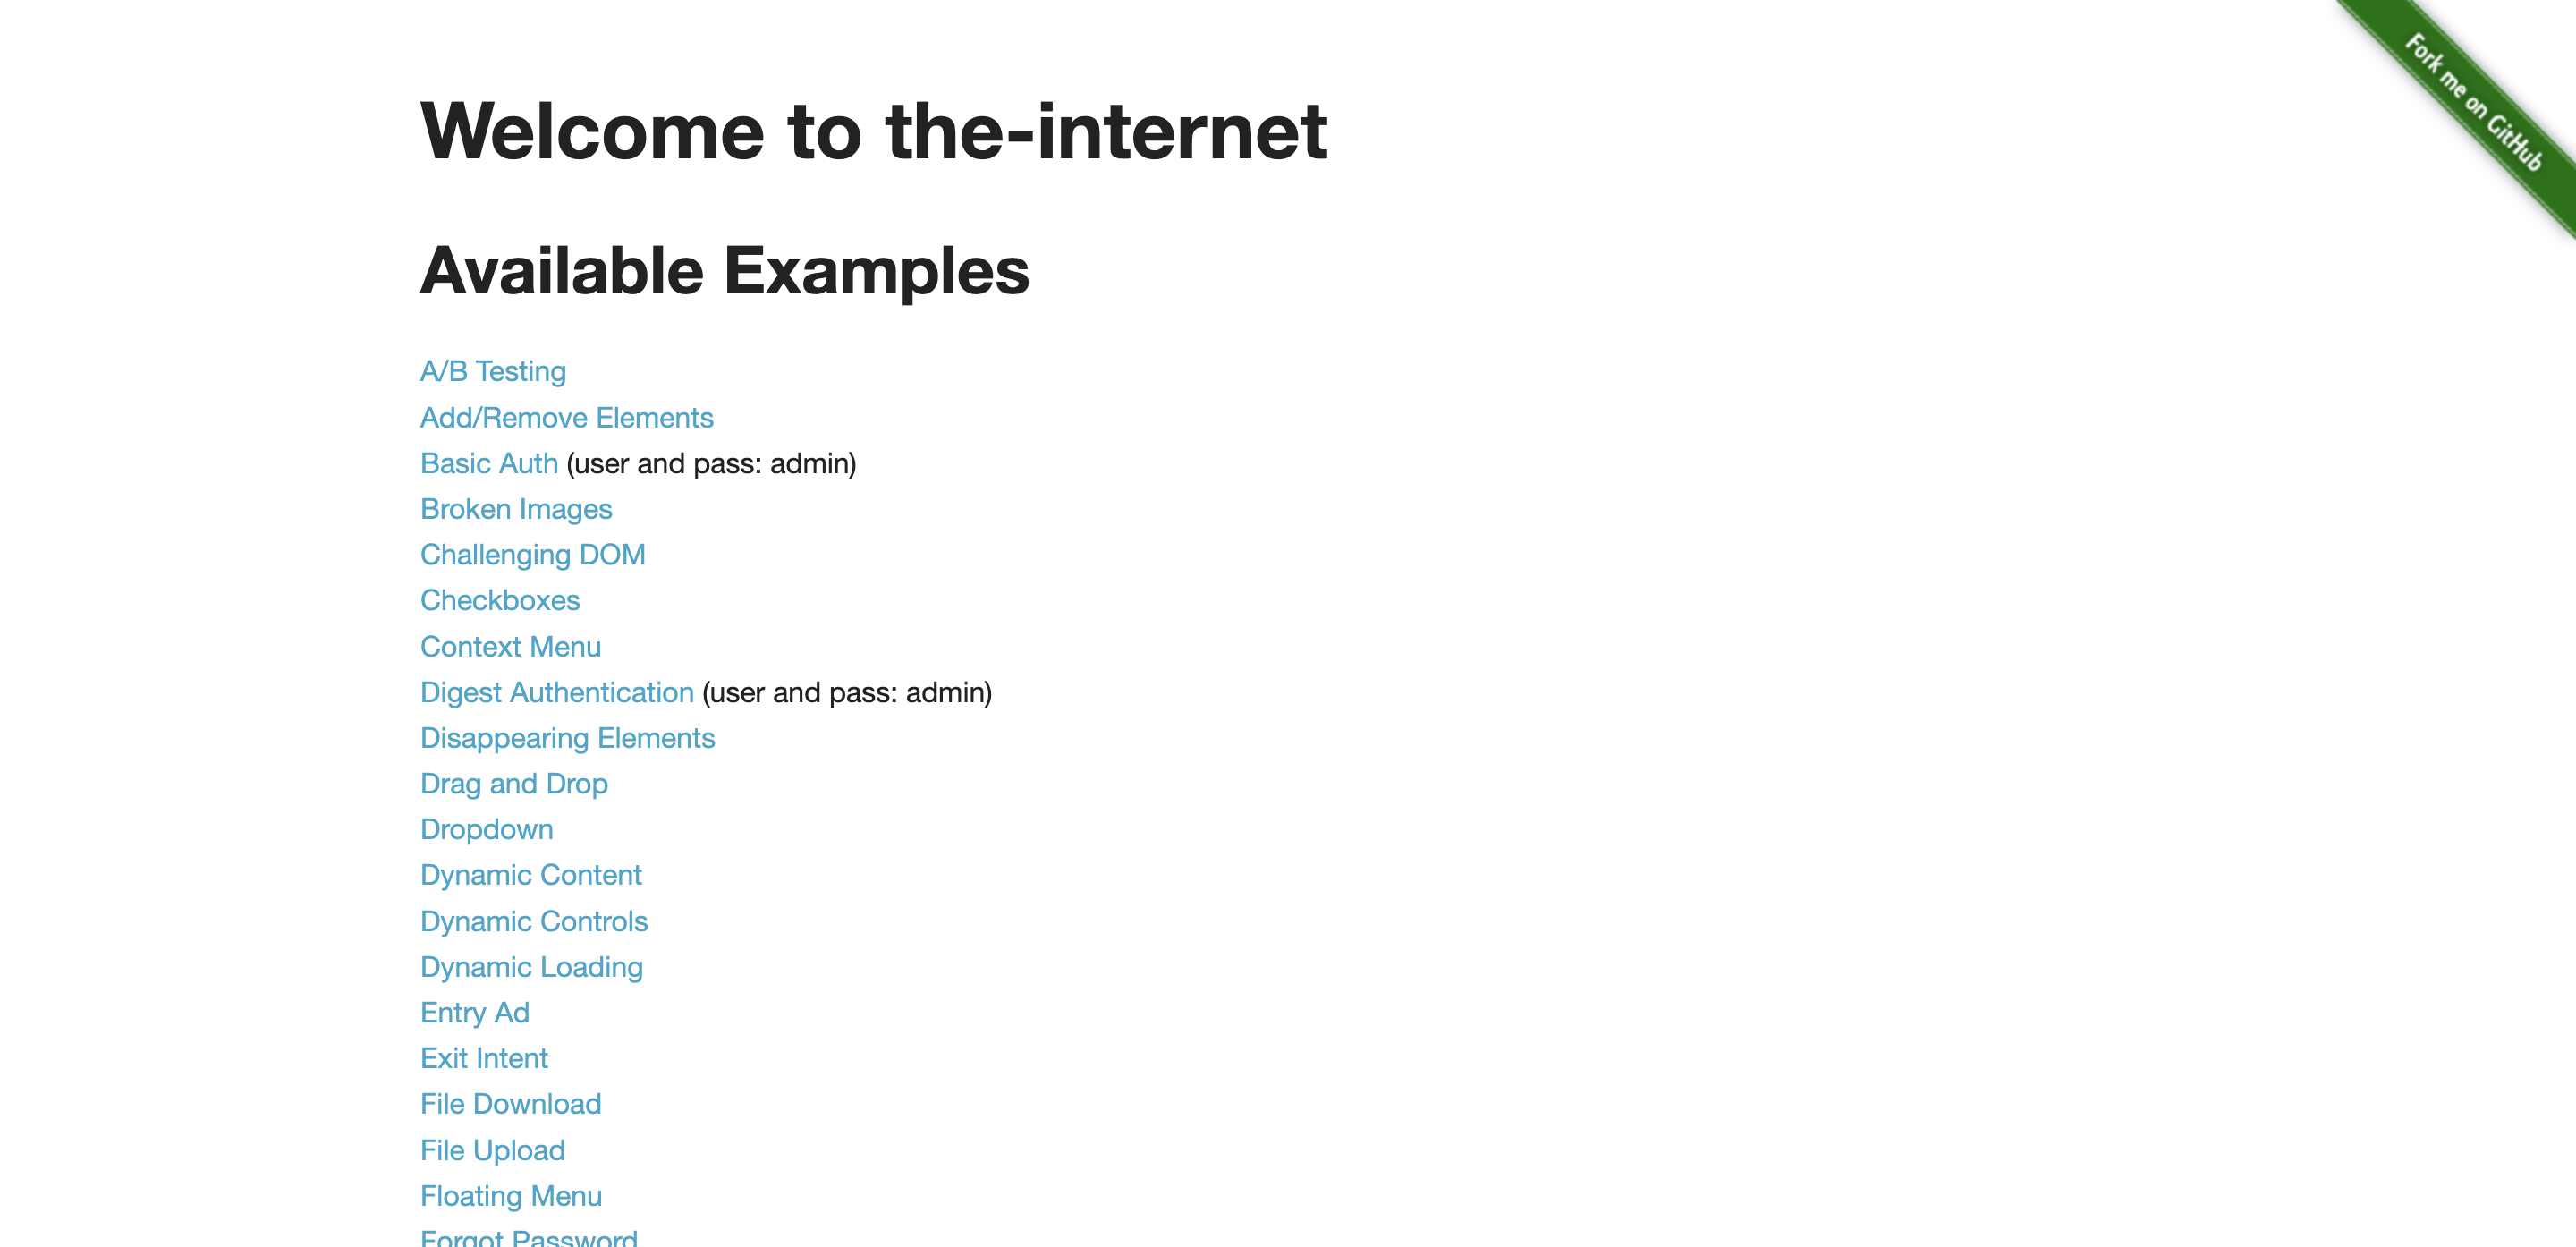 Fork me on GitHub
Welcome to the-internet
Available Examples
A/B Testing
Add/Remove Elements
Basic Auth (user and pass: admin)
Broken Images
Challenging DOM
Checkboxes
Context Menu
Digest Authentication (user and pass: admin)
Disappearing Elements
Drag and Drop
Dropdown
Dynamic Content
Dynamic Controls
Dynamic Loading
Entry Ad
Exit Intent
File Download
File Upload
Floating Menu
Forgot Password